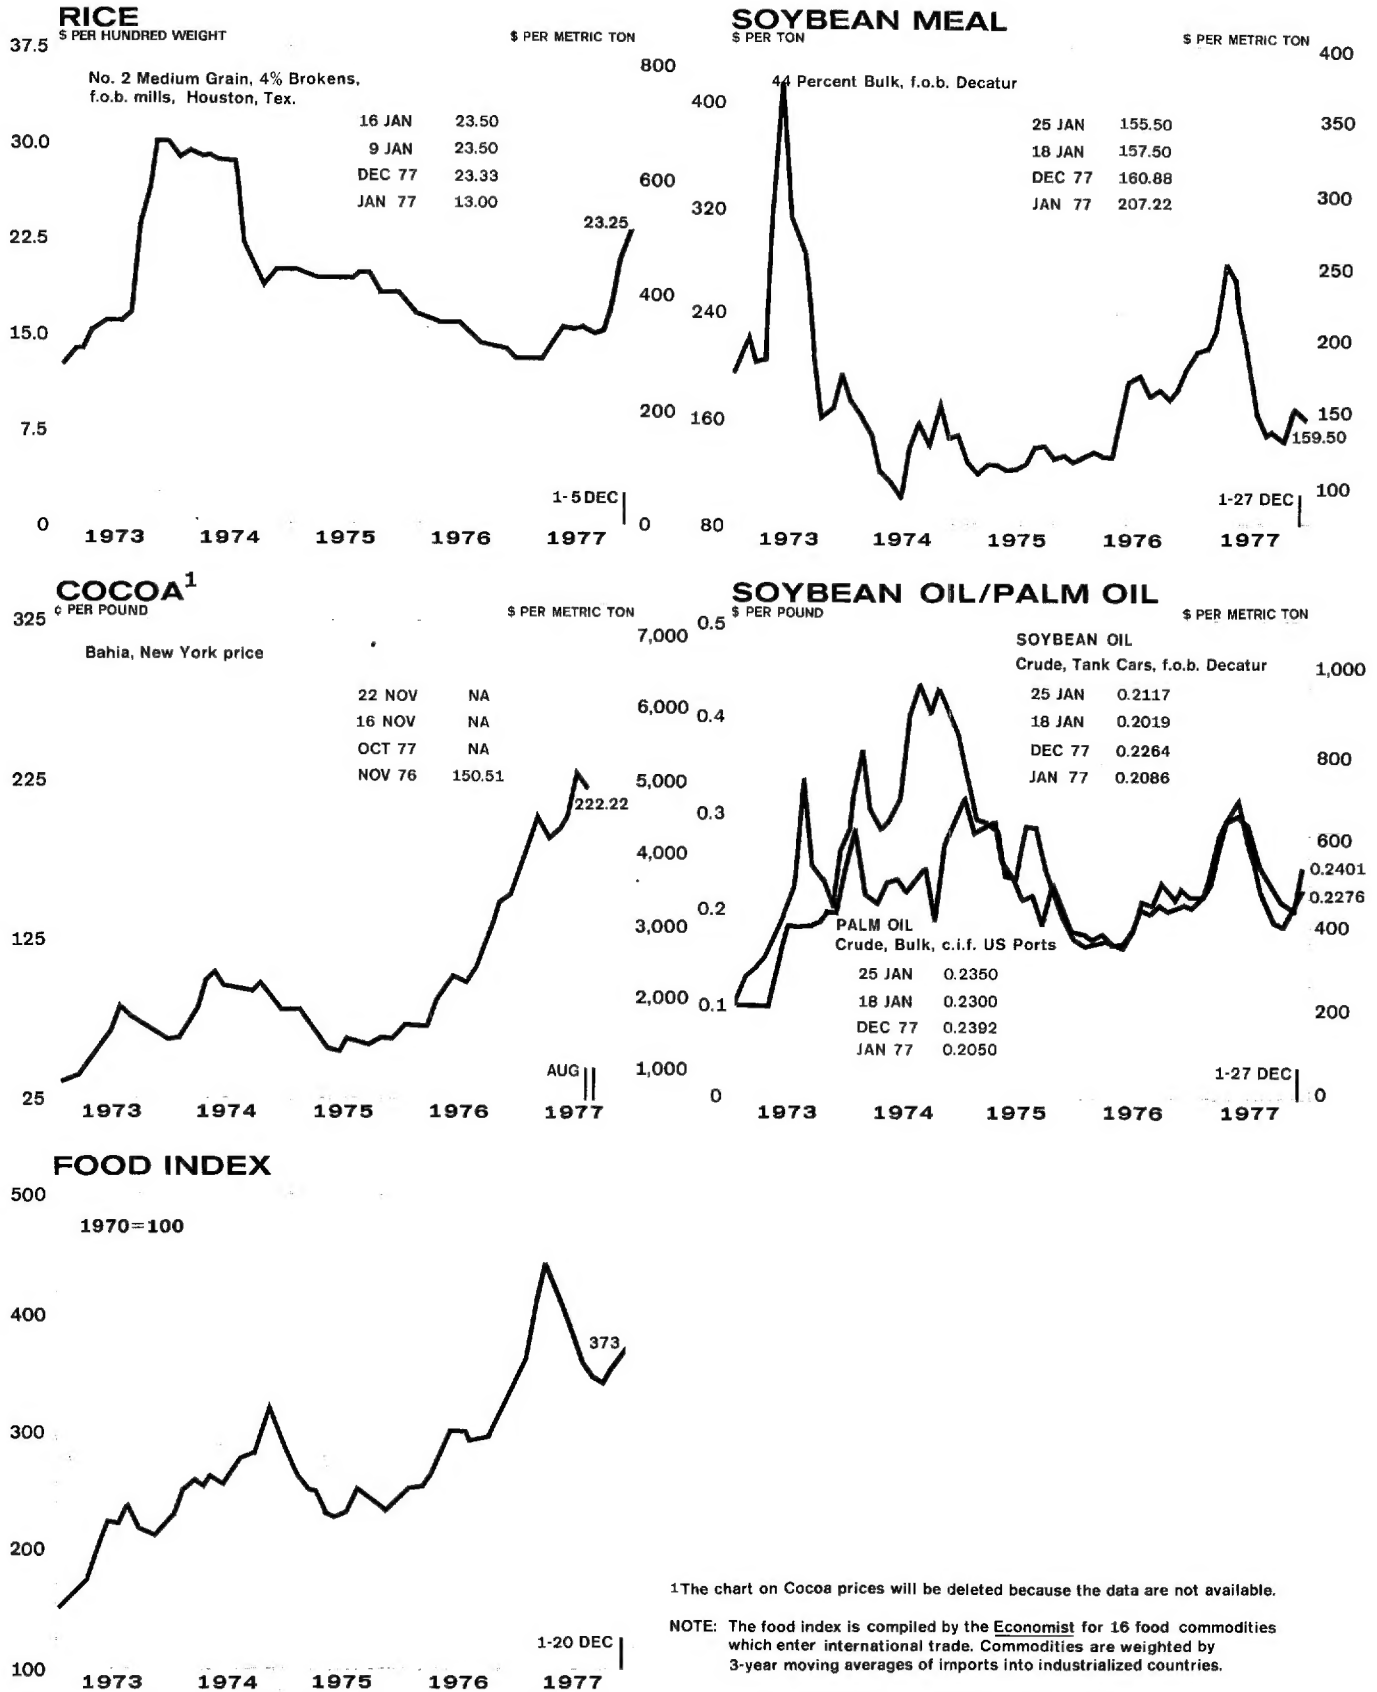 RICE
$ PER HUNDRED WEIGHT
$ PER METRIC TON
37.5
800
No. 2 Medium Grain, 4% Brokens,
f.o.b. mills, Houston, Tex.
16 JAN 23.50
30.0
9 JAN 23.50
DEC 77 23.33
600
JAN 77 13.00
23.25
22.5
400
15.0
200
7.5
1-5 DEC
0
0
1973 1974 1975 1976 1977
SOYBEAN MEAL
$ PER TON
$ PER METRIC TON
400
44 Percent Bulk, f.o.b. Decatur
400
25 JAN 155.50
350
18 JAN 157.50
DEC 77 160.88
300
JAN 77 207.22
320
250
240
200
160
150
159.50
100
1-27 DEC
80
1973 1974 1975 1976 1977
COCOA1
¢ PER POUND
$ PER METRIC TON
325
7,000
Bahia, New York price
22 NOV NA
6,000
16 NOV NA
OCT 77 NA
NOV 76 150.51
225
5,000
222.22
4,000
125
3,000
2,000
AUG
1,000
25
1973 1974 1975 1976 1977
SOYBEAN OIL/PALM OIL
$ PER POUND
$ PER METRIC TON
0.5
SOYBEAN OIL
Crude, Tank Cars, f.o.b. Decatur
1,000
25 JAN 0.2117
0.4
18 JAN 0.2019
DEC 77 0.2264
800
JAN 77 0.2086
0.3
600
0.2401
0.2276
0.2
PALM OIL
400
Crude, Bulk, c.i.f. US Ports
25 JAN 0.2350
0.1
18 JAN 0.2300
200
DEC 77 0.2392
JAN 77 0.2050
1-27 DEC
0
0
1973 1974 1975 1976 1977
FOOD INDEX
500
1970=100
400
373
300
200
1-20 DEC
100
1973 1974 1975 1976 1977
1The chart on Cocoa prices will be deleted because the data are not available.
NOTE: The food index is compiled by the Economist for 16 food commodities
which enter international trade. Commodities are weighted by
3-year moving averages of imports into industrialized countries.